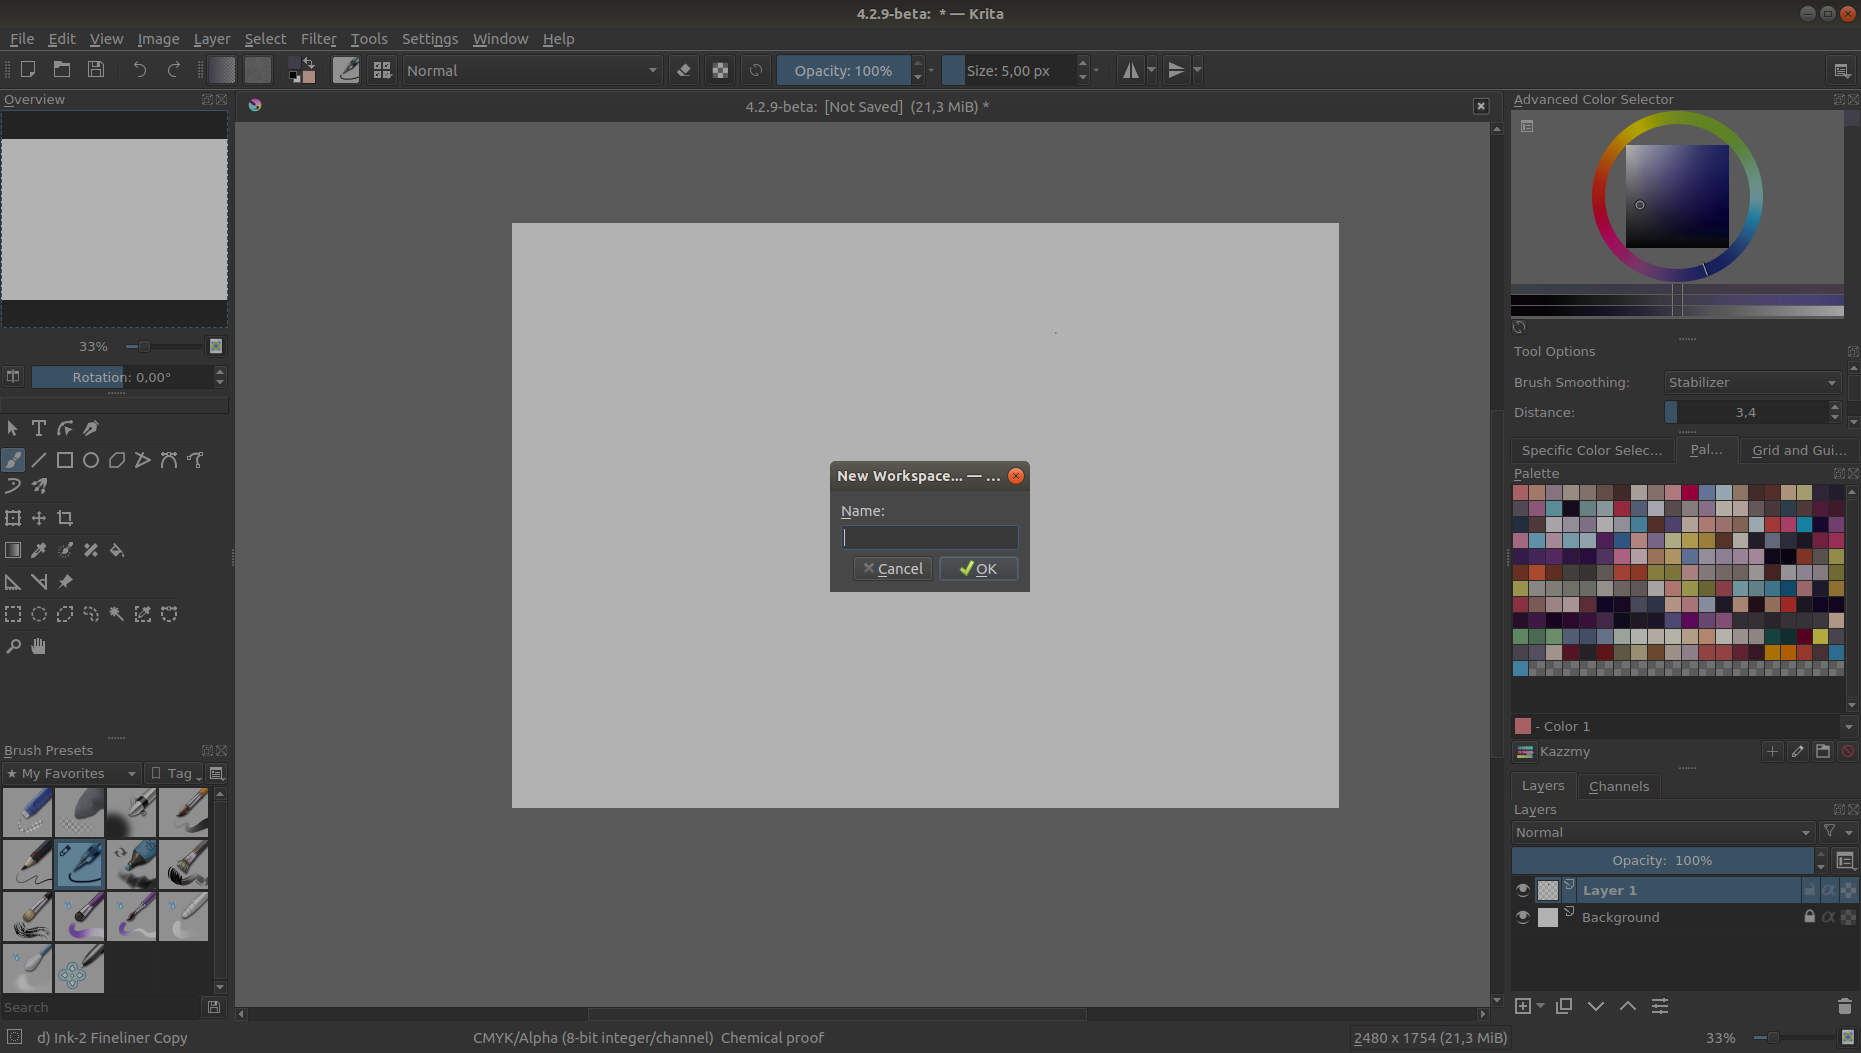 4.2.9-beta:  * — Krita
File Edit View Image Layer Select Filter Tools Settings Window Help
Normal
Opacity: 100%
Size: 5,00 px
Overview
4.2.9-beta:  [Not Saved]  (21,3 MiB) *
Advanced Color Selector
33%
Rotation: 0,00°
Tool Options
Brush Smoothing: Stabilizer
Distance: 3,4
Specific Color Selec... Pal... Grid and Gui...
Palette
New Workspace... — ...
Name:
Cancel OK
- Color 1
Kazzmy
Brush Presets
★ My Favorites Tag
Layers Channels
Layers
Normal
Opacity:  100%
Layer 1
Background
Search
d) Ink-2 Fineliner Copy
CMYK/Alpha (8-bit integer/channel)  Chemical proof
2480 x 1754 (21,3 MiB)
33%